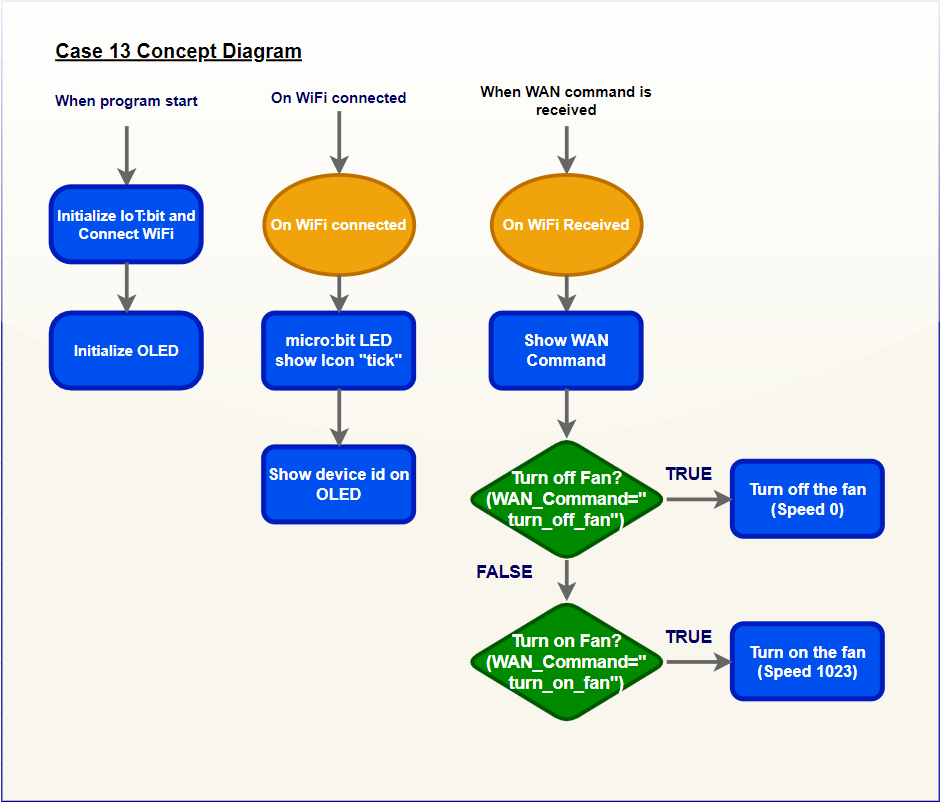 Case 13 Concept Diagram
When program start
On WiFi connected
When WAN command is
received
Initialize IoT:bit and
Connect WiFi
On WiFi connected
On WiFi Received
Initialize OLED
micro:bit LED
show Icon "tick"
Show WAN
Command
Show device id on
OLED
Turn off Fan?
(WAN_Command="
turn_off_fan")
TRUE
Turn off the fan
(Speed 0)
FALSE
Turn on Fan?
(WAN_Command="
turn_on_fan")
TRUE
Turn on the fan
(Speed 1023)